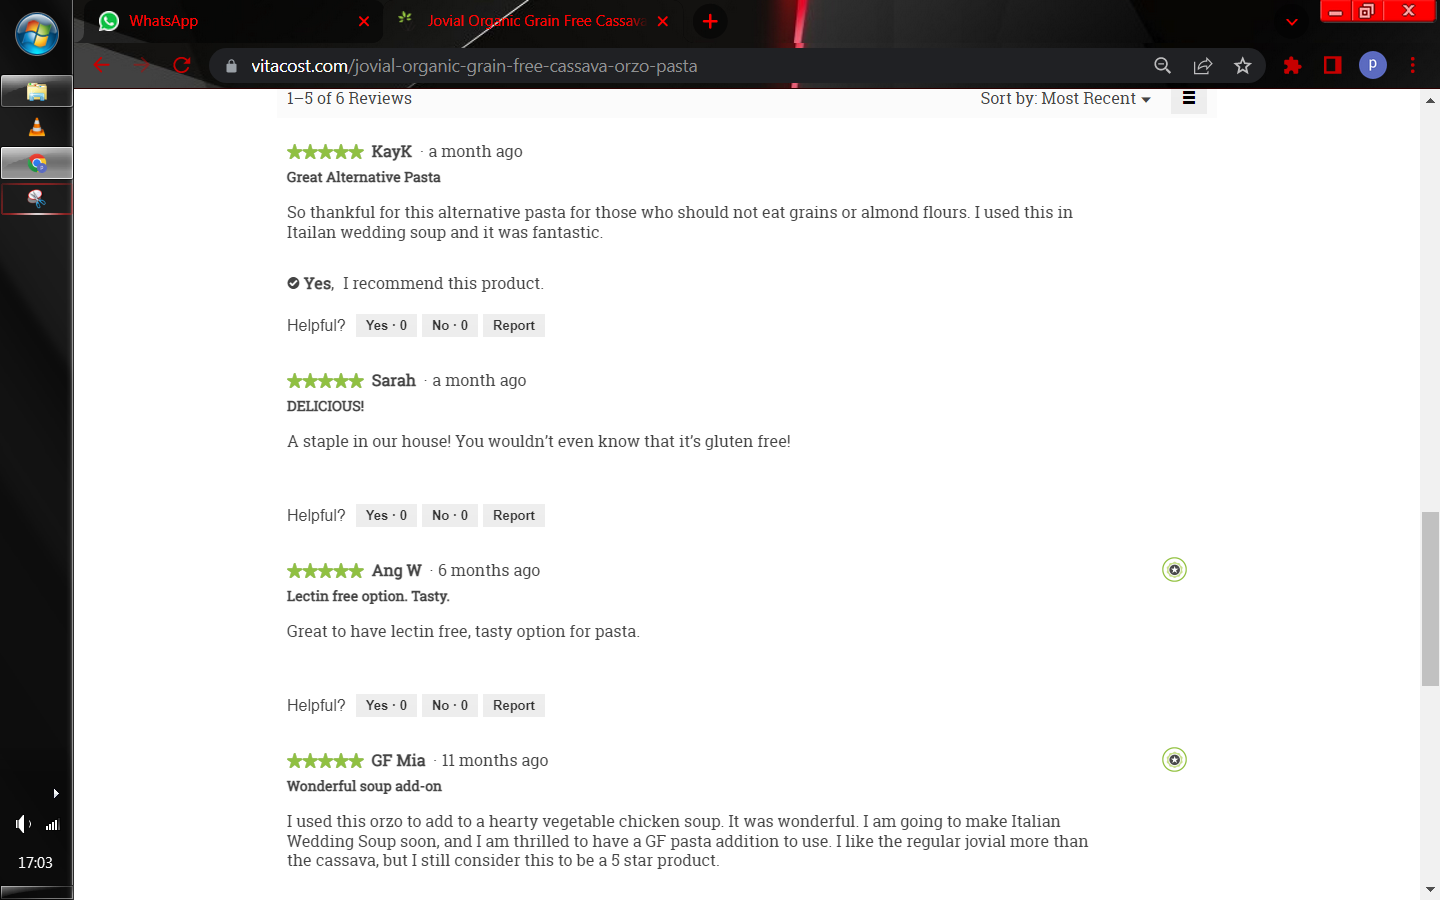 WhatsApp
Jovial Organic Grain Free Cassava
vitacost.com/jovial-organic-grain-free-cassava-orzo-pasta
p
1–5 of 6 Reviews
Sort by: Most Recent
KayK · a month ago
Great Alternative Pasta
So thankful for this alternative pasta for those who should not eat grains or almond flours. I used this in
Itailan wedding soup and it was fantastic.
Yes, I recommend this product.
Helpful? Yes · 0 No · 0 Report
Sarah · a month ago
DELICIOUS!
A staple in our house! You wouldn’t even know that it’s gluten free!
Helpful? Yes · 0 No · 0 Report
Ang W · 6 months ago
Lectin free option. Tasty.
Great to have lectin free, tasty option for pasta.
Helpful? Yes · 0 No · 0 Report
GF Mia · 11 months ago
Wonderful soup add-on
I used this orzo to add to a hearty vegetable chicken soup. It was wonderful. I am going to make Italian
Wedding Soup soon, and I am thrilled to have a GF pasta addition to use. I like the regular jovial more than
the cassava, but I still consider this to be a 5 star product.
17:03